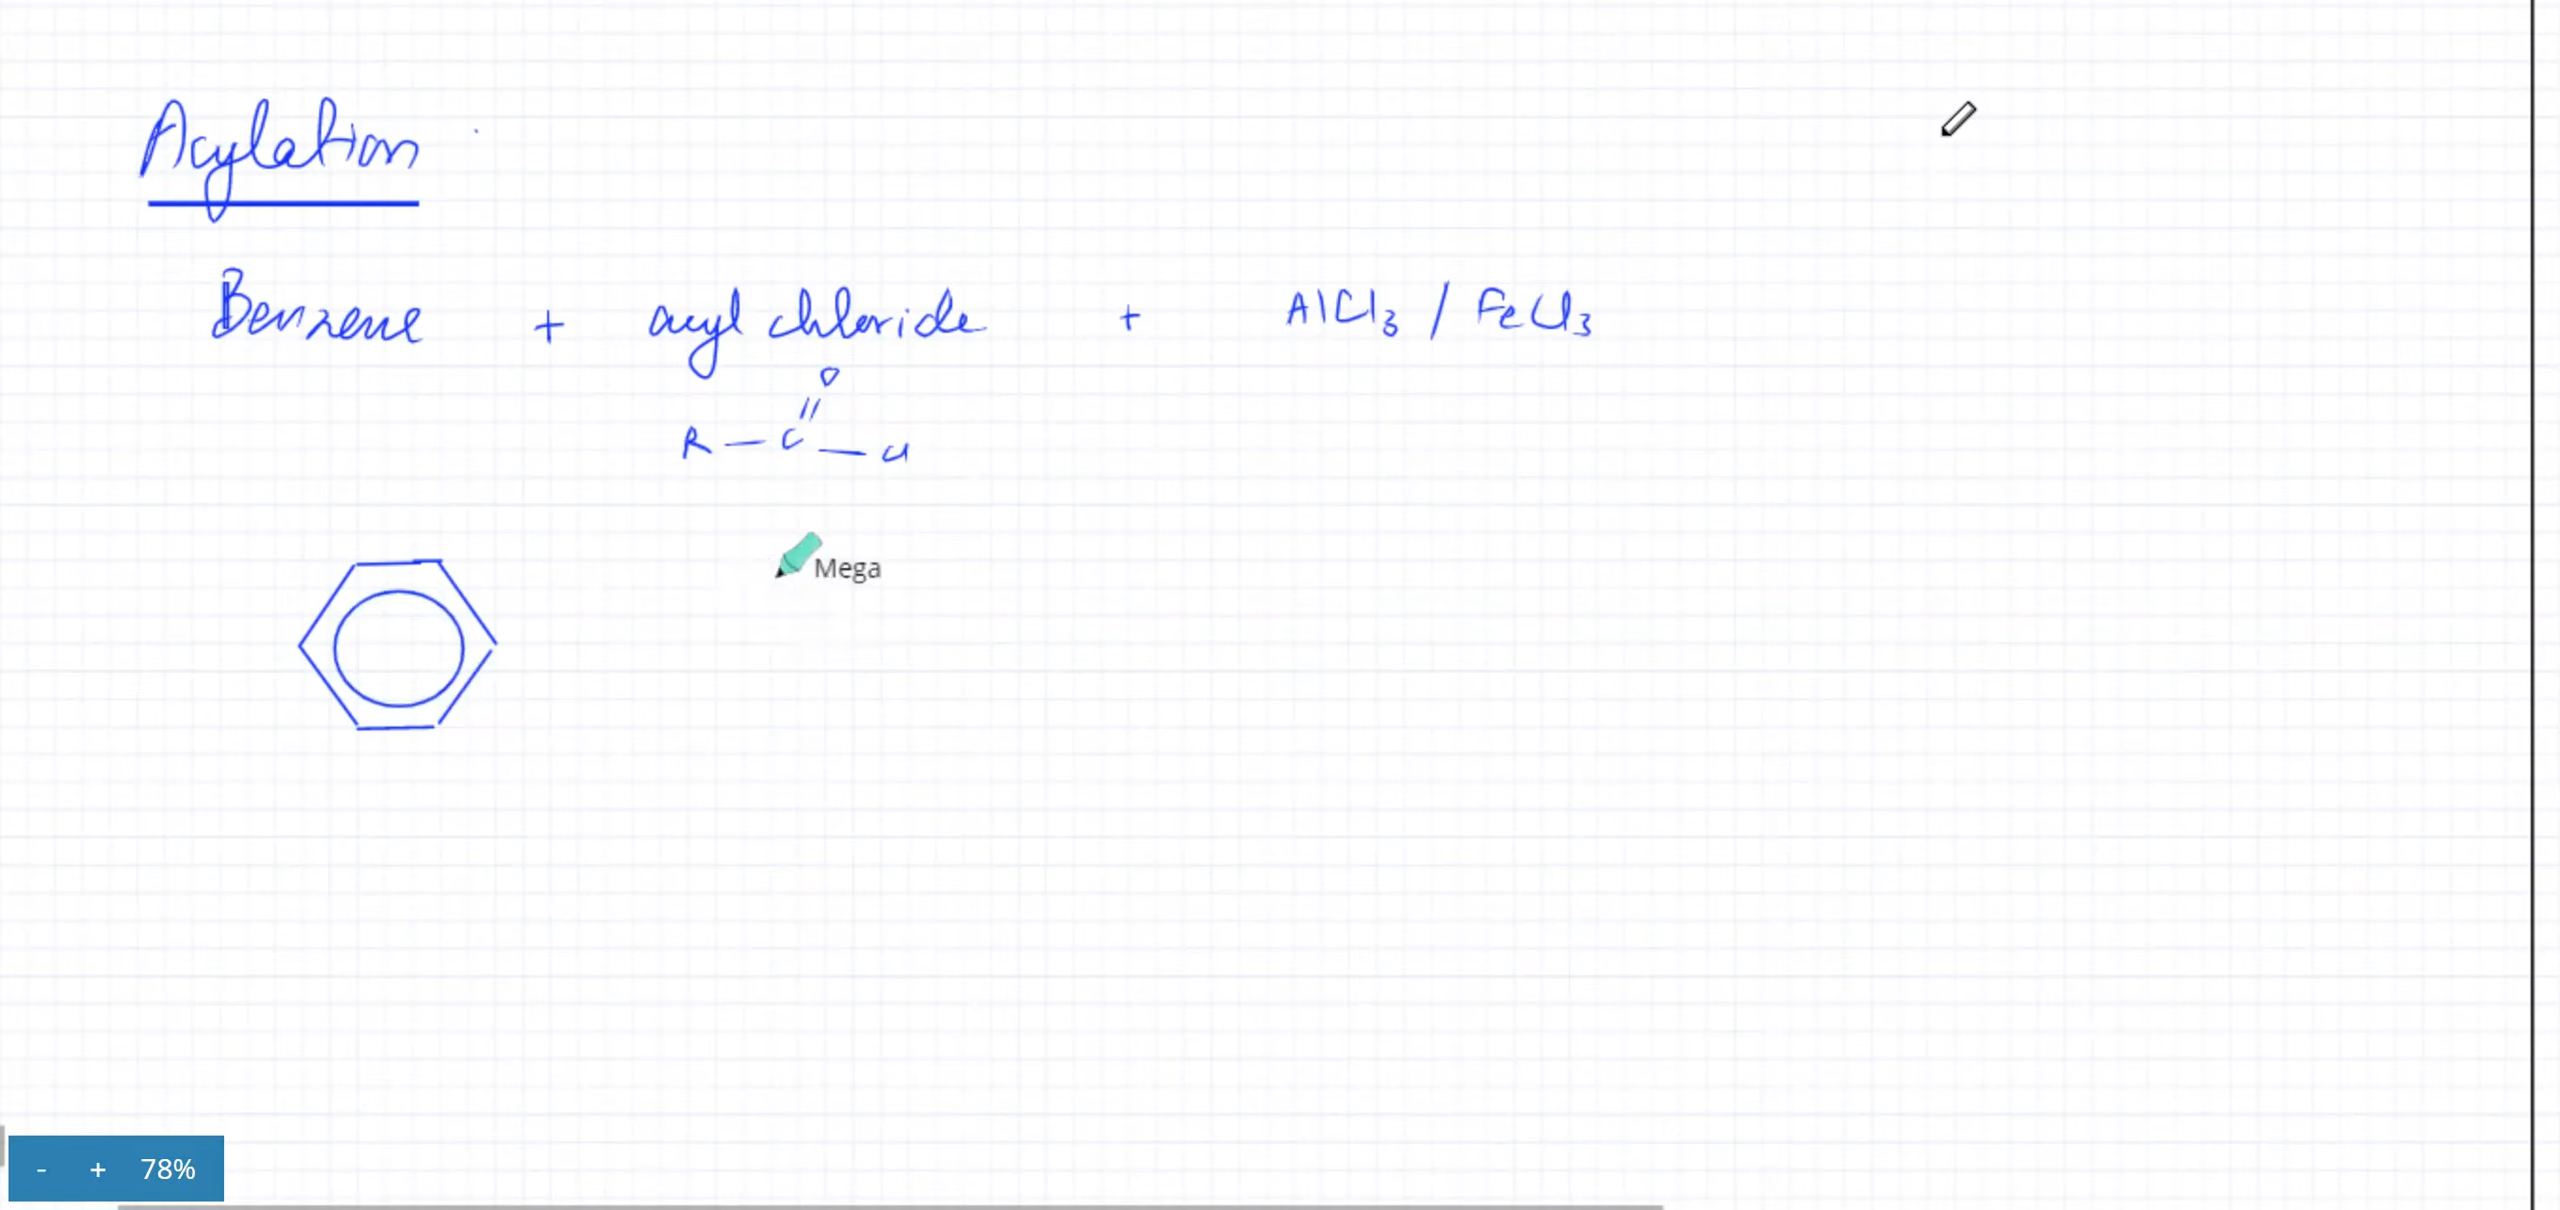 Acylation
Benzene + acyl chloride + AlCl3 / FeCl3
O
R — C — Cl
Mega
- + 78%